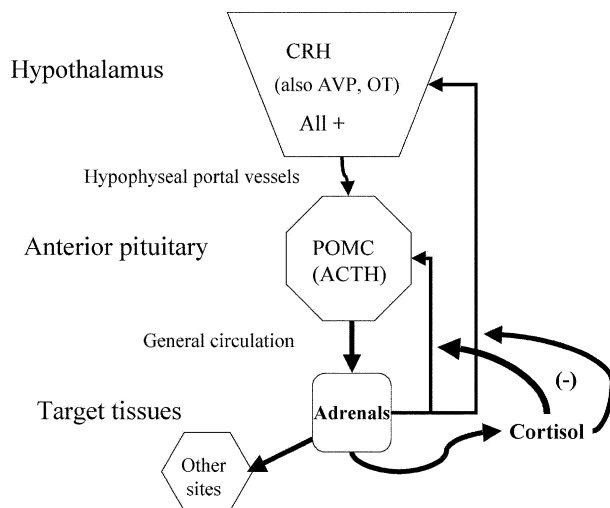 CRH
Hypothalamus
(also AVP, OT)
All +
Hypophyseal portal vessels
Anterior pituitary
POMC
(ACTH)
General circulation
Target tissues
Adrenals
(-)
Cortisol
Other
sites